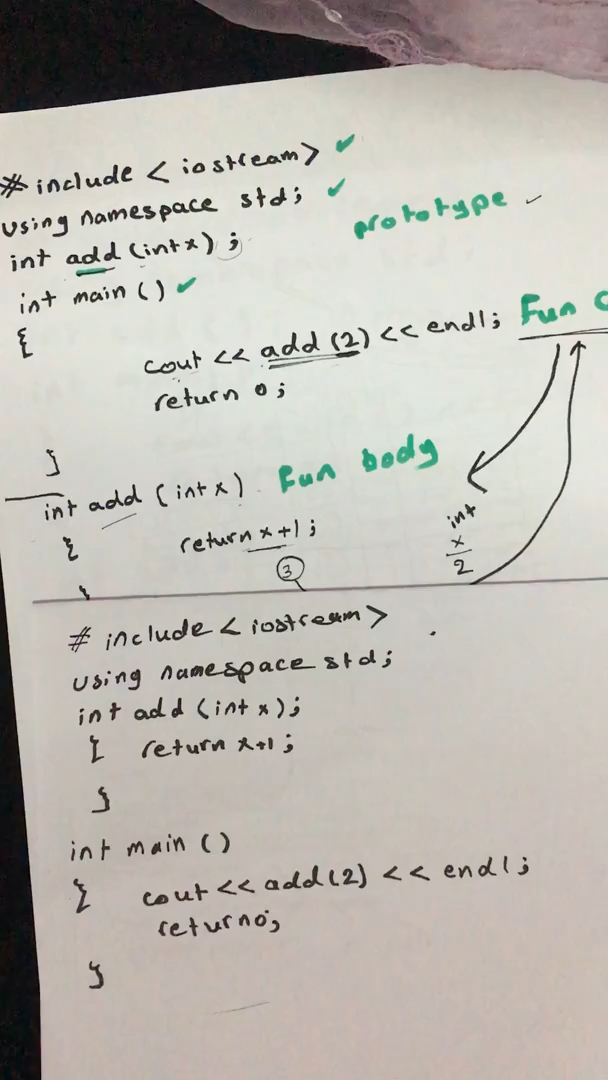 # include < iostream>
using namespace std;
int add (int x) ; prototype
int main ()
{
cout << add (2) << endl; Fun
return 0;
}
int add (int x) Fun body
{ return x+1;
int
x
2
3
}
# include < iostream>
using namespace std;
int add (int x);
{ return x+1;
}
int main ()
{ cout << add (2) << endl;
return 0;
}